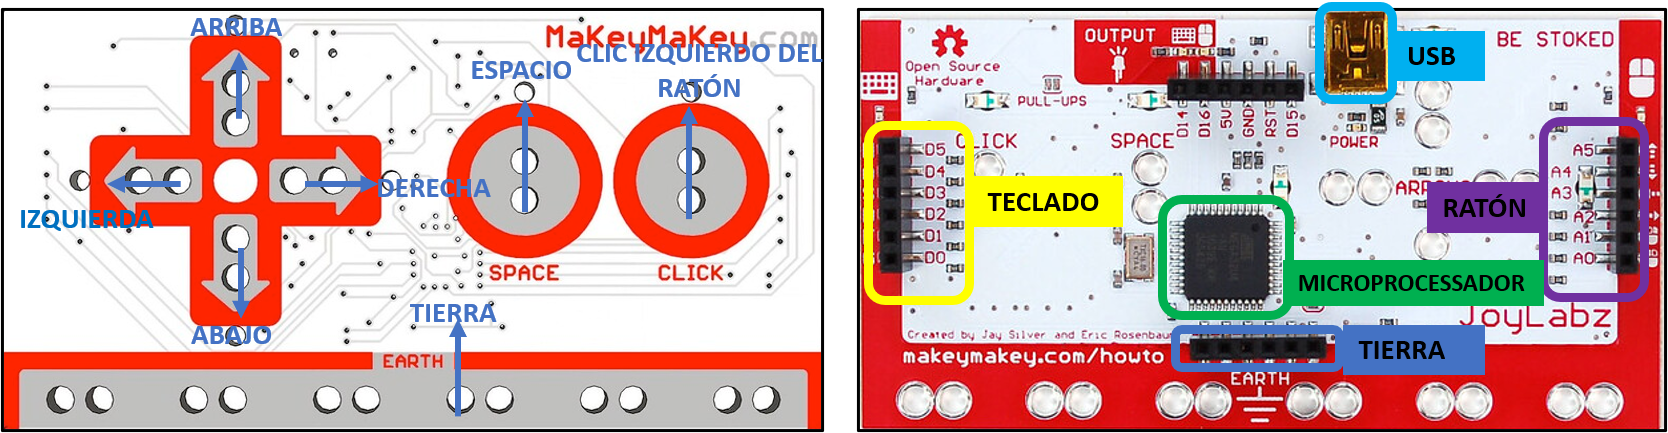 ARRIBA
MaKeyMaKey.com
CLIC IZQUIERDO DEL
RATÓN
ESPACIO
DERECHA
IZQUIERDA
SPACE
CLICK
ABAJO
TIERRA
EARTH
OUTPUT
USB
BE STOKED
Open Source
Hardware
PULL-UPS
D14
D16
5V
GND
RST
D15
POWER
CLICK
SPACE
D5
D4
D3
D2
D1
D0
TECLADO
A5
A4
A3
A2
A1
A0
RATÓN
MICROPROCESSADOR
JoyLabz
Created by Jay Silver and Eric Rosenbau
makeymakey.com/howto
TIERRA
EARTH